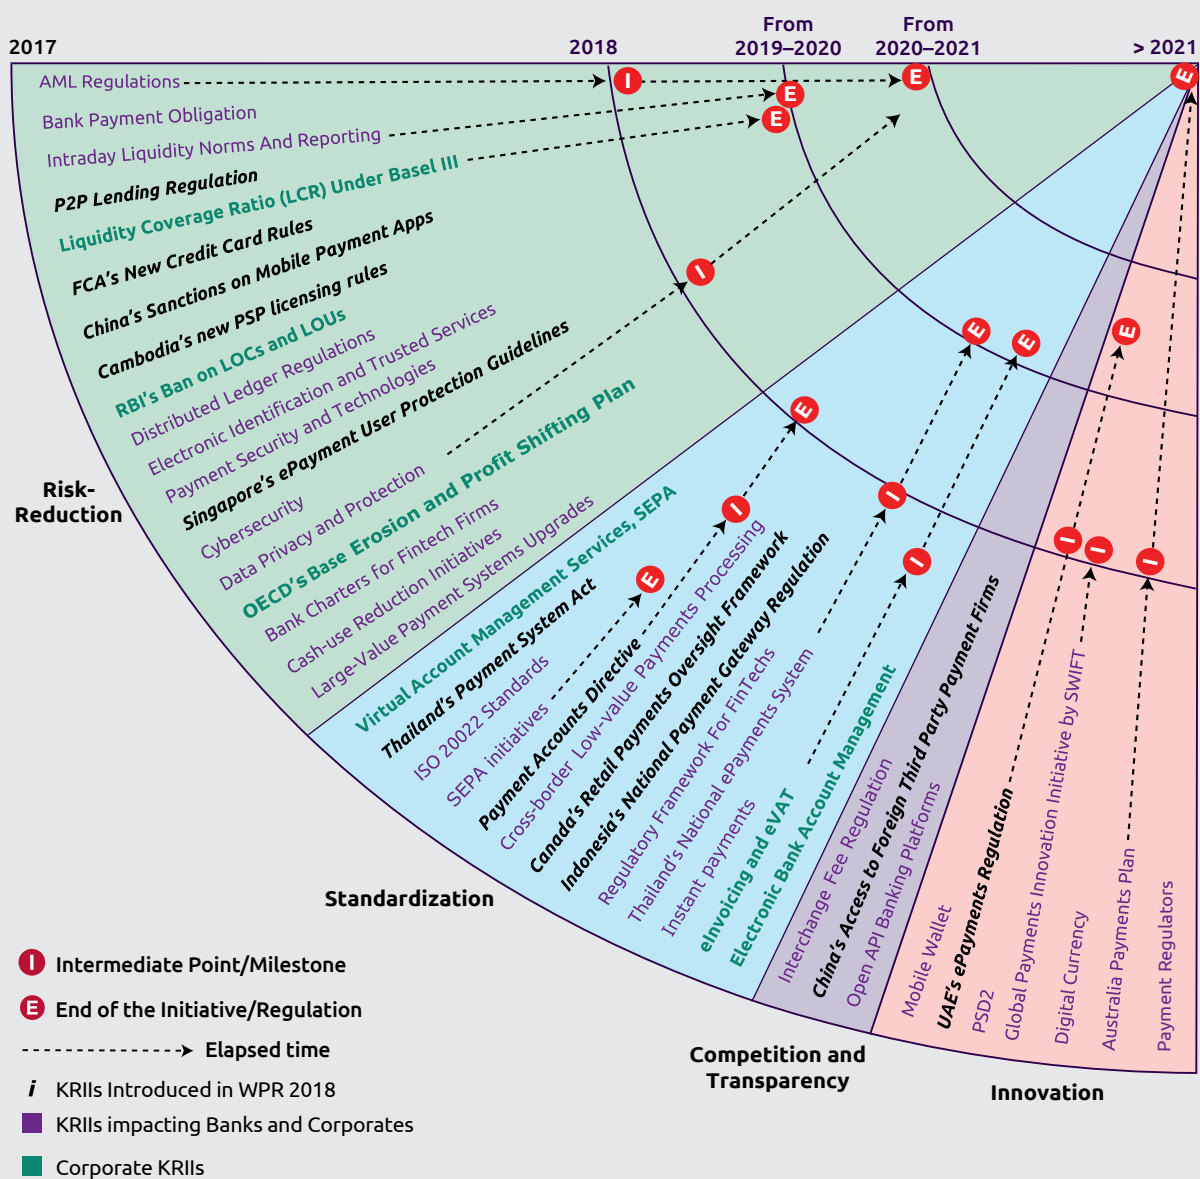 2017
2018
From
2019–2020
From
2020–2021
> 2021
AML Regulations
I
E
E
Bank Payment Obligation
E
Intraday Liquidity Norms And Reporting
E
P2P Lending Regulation
Liquidity Coverage Ratio (LCR) Under Basel III
FCA's New Credit Card Rules
China's Sanctions on Mobile Payment Apps
Cambodia's new PSP licensing rules
I
RBI's Ban on LOCs and LOUs
Distributed Ledger Regulations
Electronic Identification and Trusted Services
Payment Security and Technologies
Singapore's ePayment User Protection Guidelines
Cybersecurity
Data Privacy and Protection
OECD's Base Erosion and Profit Shifting Plan
Bank Charters for Fintech Firms
Cash-use Reduction Initiatives
Large-Value Payment Systems Upgrades
Risk-
Reduction
Virtual Account Management Services, SEPA
Thailand's Payment System Act
ISO 20022 Standards
SEPA initiatives
Payment Accounts Directive
Cross-border Low-value Payments Processing
Canada's Retail Payments Oversight Framework
Indonesia's National Payment Gateway Regulation
Regulatory Framework For FinTechs
Thailand's National ePayments System
Instant payments
eInvoicing and eVAT
Electronic Bank Account Management
E
I
E
I
E
I
E
Standardization
Interchange Fee Regulation
China's Access to Foreign Third Party Payment Firms
Open API Banking Platforms
Competition and
Transparency
Mobile Wallet
UAE's ePayments Regulation
PSD2
Global Payments Innovation Initiative by SWIFT
Digital Currency
Australia Payments Plan
Payment Regulators
E
I
I
I
Innovation
I Intermediate Point/Milestone
E End of the Initiative/Regulation
Elapsed time
i KRIIs Introduced in WPR 2018
KRIIs impacting Banks and Corporates
Corporate KRIIs